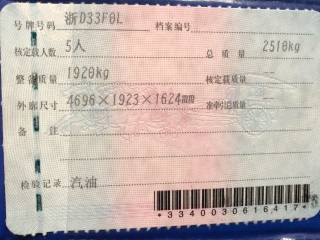 号牌号码 浙D33F0L 档案编号
核定载人数 5人 总质量 2510kg
整备质量 1920kg 核定载质量
外廓尺寸 4696×1923×1624mm 准牵引总质量
备注
检验记录 汽油
*3340030616417*